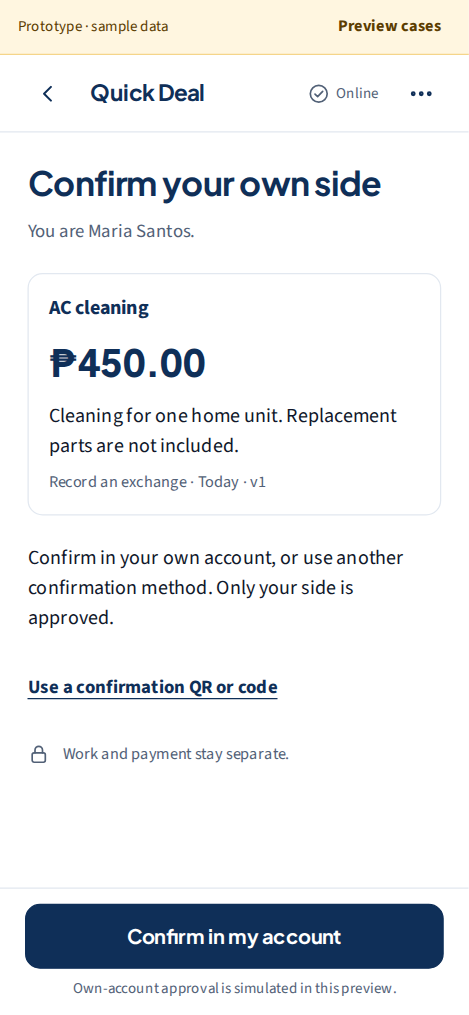 Prototype · sample data
Preview cases
Quick Deal
Online
Confirm your own side
You are Maria Santos.
AC cleaning
₱450.00
Cleaning for one home unit. Replacement
parts are not included.
Record an exchange · Today · v1
Confirm in your own account, or use another
confirmation method. Only your side is
approved.
Use a confirmation QR or code
Work and payment stay separate.
Confirm in my account
Own-account approval is simulated in this preview.